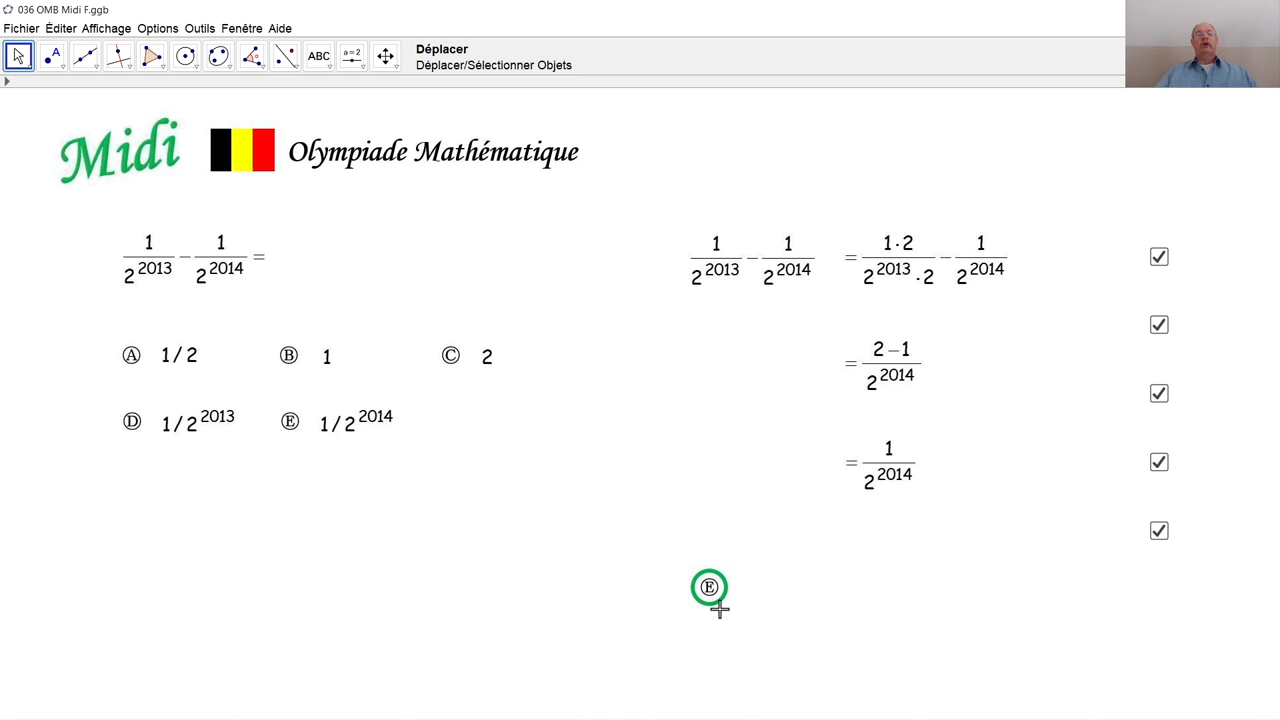 036 OMB Midi F.ggb
Fichier Éditer Affichage Options Outils Fenêtre Aide
A ABC a=2 Déplacer
Déplacer/Sélectionner Objets
Midi Olympiade Mathématique
1/2^2013 − 1/2^2014 =
1/2^2013 − 1/2^2014 = 1·2/2^2013·2 − 1/2^2014
Ⓐ 1/2 Ⓑ 1 Ⓒ 2
= 2−1/2^2014
Ⓓ 1/2^2013 Ⓔ 1/2^2014
= 1/2^2014
Ⓔ